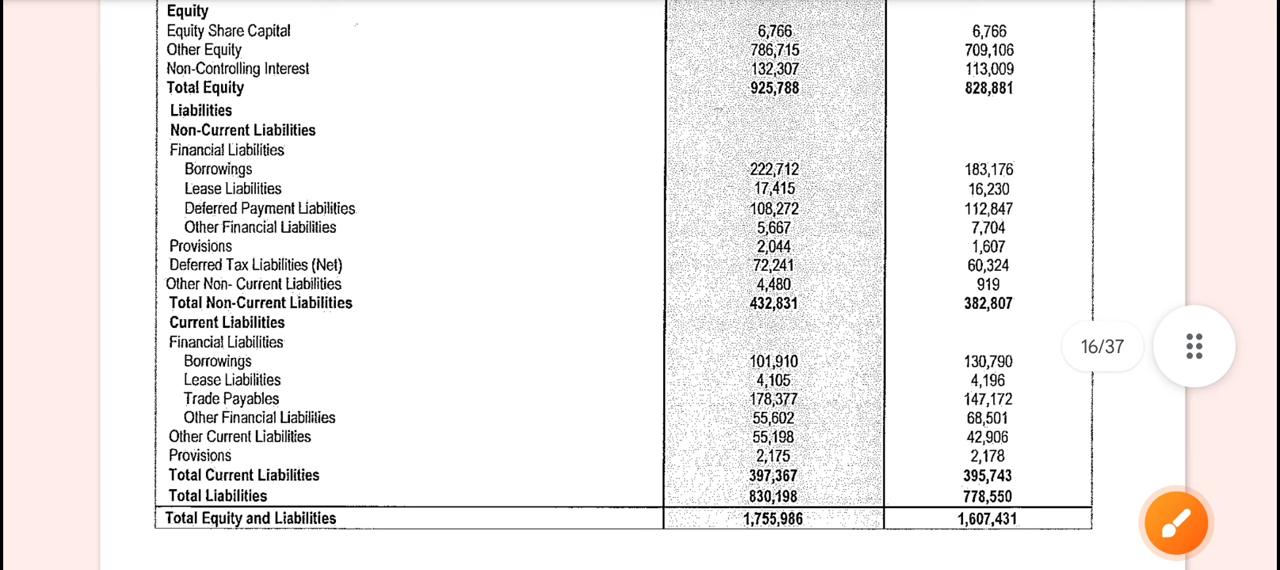 Equity
Equity Share Capital 6,766 6,766
Other Equity 786,715 709,106
Non-Controlling Interest 132,307 113,009
Total Equity 925,788 828,881
Liabilities
Non-Current Liabilities
Financial Liabilities
Borrowings 222,712 183,176
Lease Liabilities 17,415 16,230
Deferred Payment Liabilities 108,272 112,847
Other Financial Liabilities 5,667 7,704
Provisions 2,044 1,607
Deferred Tax Liabilities (Net) 72,241 60,324
Other Non- Current Liabilities 4,480 919
Total Non-Current Liabilities 432,831 382,807
Current Liabilities
Financial Liabilities
Borrowings 101,910 130,790
Lease Liabilities 4,105 4,196
Trade Payables 178,377 147,172
Other Financial Liabilities 55,602 68,501
Other Current Liabilities 55,198 42,906
Provisions 2,175 2,178
Total Current Liabilities 397,367 395,743
Total Liabilities 830,198 778,550
Total Equity and Liabilities 1,755,986 1,607,431
16/37